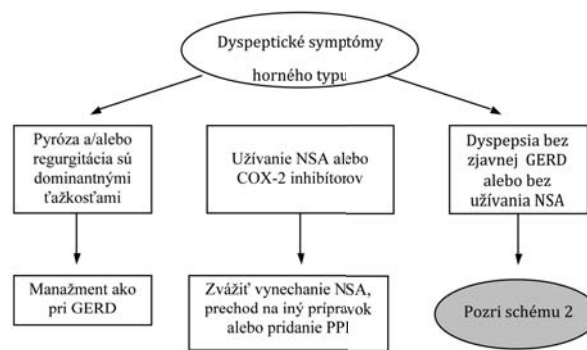 Dyspeptické symptómy
horného typu
Pyróza a/alebo
regurgitácia sú
dominantnými
ťažkosťami
Užívanie NSA alebo
COX-2 inhibítorov
Dyspepsia bez
zjavnej GERD
alebo bez
užívania NSA
Manažment ako
pri GERD
Zvážiť vynechanie NSA,
prechod na iný prípravok
alebo pridanie PPI
Pozri schému 2